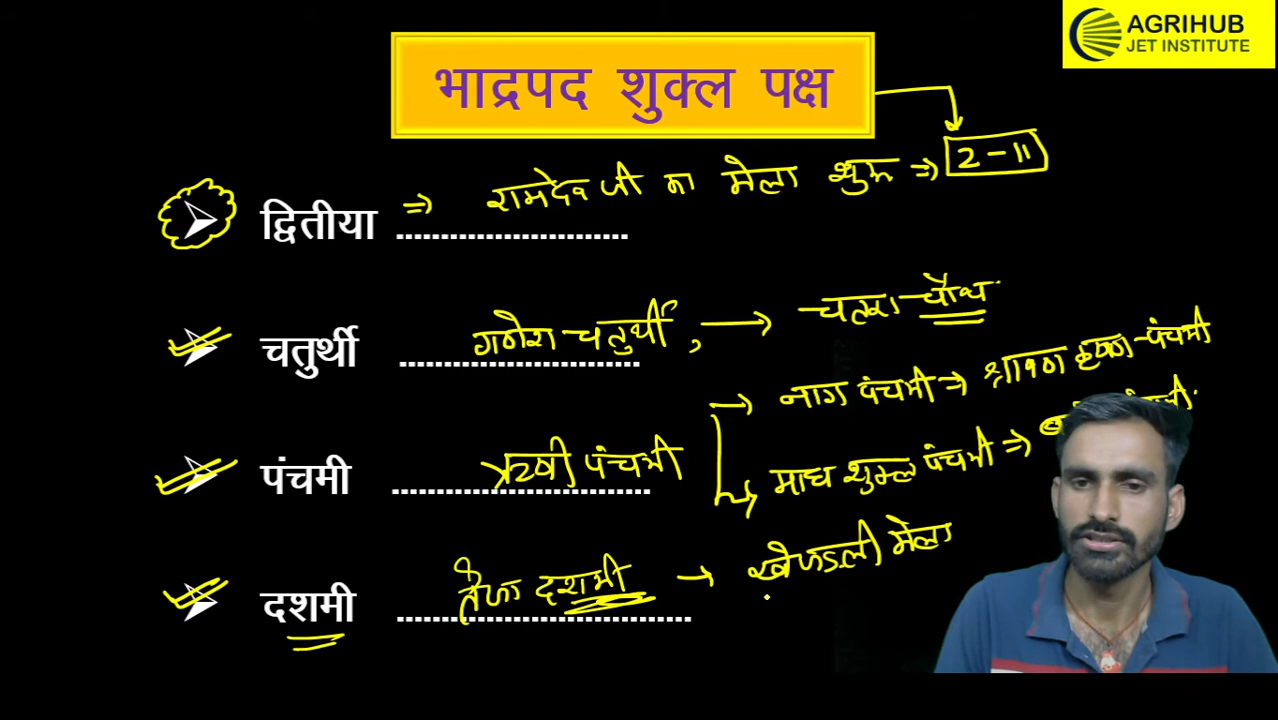 AGRIHUB
JET INSTITUTE
भाद्रपद शुक्ल पक्ष
2-11
द्वितीया ⇒ रामदेव जी का मेला शुरू ⇒
चतुर्थी गणेश चतुर्थी, → चतरा चौथ
नाग पंचमी ⇒ श्रावण कृष्ण पंचमी
पंचमी ऋषी पंचमी
माघ शुक्ल पंचमी ⇒
दशमी तेजा दशमी → खेजडली मेला